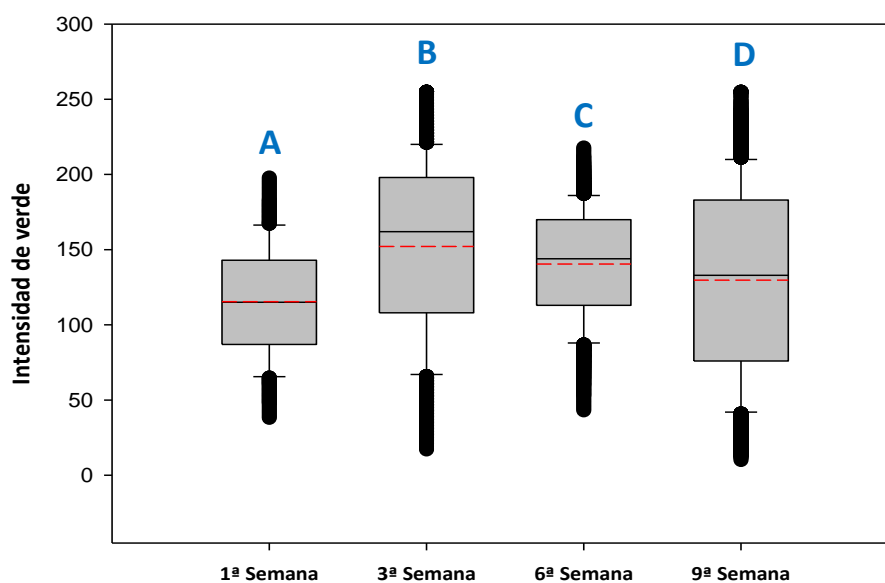 300
250
200
150
100
50
0
Intensidad de verde
A
B
C
D
1ª Semana
3ª Semana
6ª Semana
9ª Semana